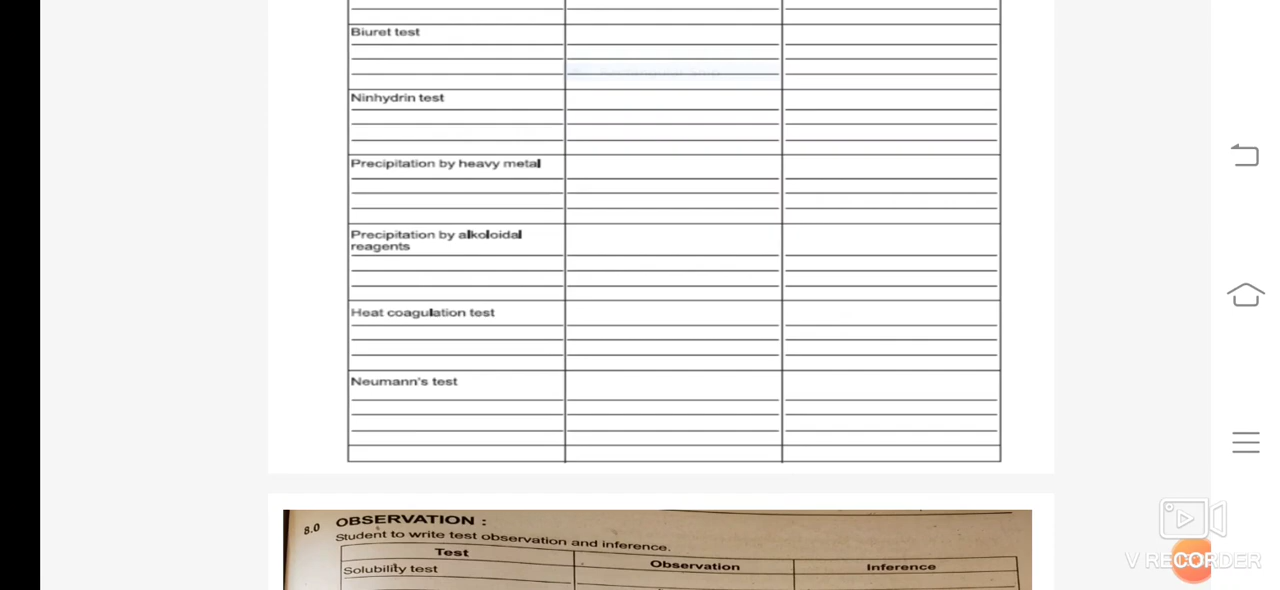 Biuret test
Ninhydrin test
Precipitation by heavy metal
Precipitation by alkoloidal
reagents
Heat coagulation test
Neumann's test
8.0 OBSERVATION :
Student to write test observation and inference.
Test Observation Inference
Solubility test
V RECORDER